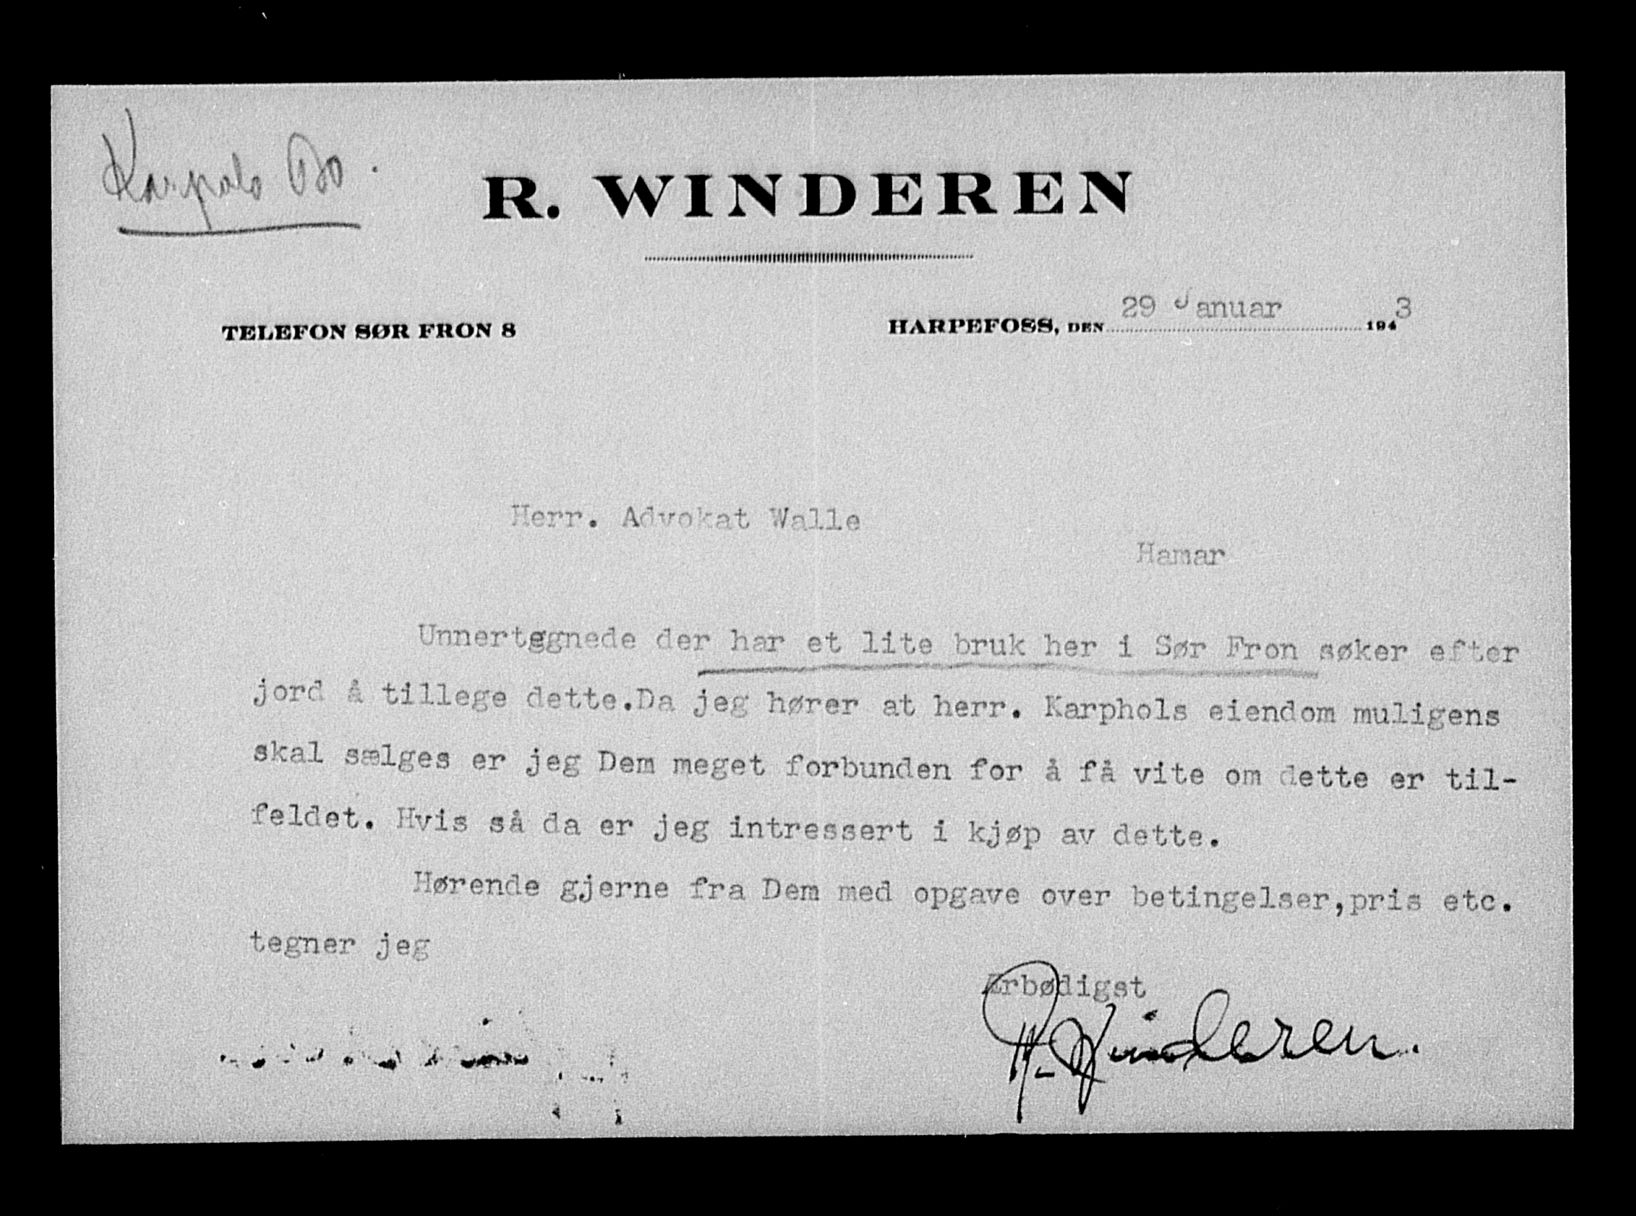 Karpols Bo.
R. WINDEREN
TELEFON SØR FRON 8
HARPEFOSS, DEN 29 Januar 1943
Herr. Advokat Walle
Hamar
Unnertggnede der har et lite bruk her i Sør Fron søker efter
jord å tillege dette.Da jeg hører at herr. Karphols eiendom muligens
skal sælges er jeg Dem meget forbunden for å få vite om dette er til-
feldet. Hvis så da er jeg intressert i kjøp av dette.
Hørende gjerne fra Dem med opgave over betingelser,pris etc.
tegner jeg
Ærbødigst
R. Winderen.